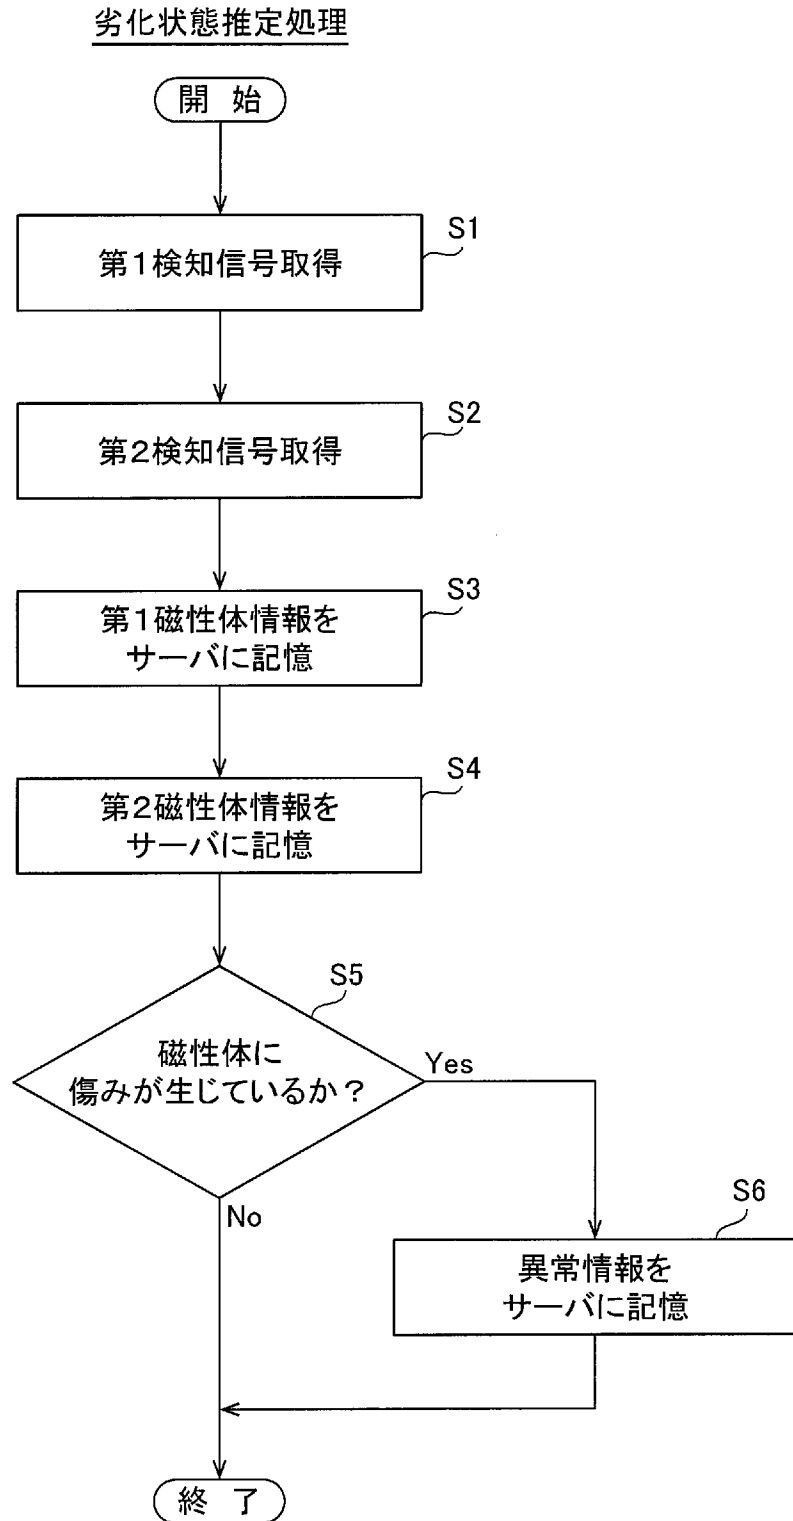 劣化状態推定処理
開 始
S1
第1検知信号取得
S2
第2検知信号取得
S3
第1磁性体情報を
サーバに記憶
S4
第2磁性体情報を
サーバに記憶
S5
磁性体に
傷みが生じているか？
Yes
No
S6
異常情報を
サーバに記憶
終 了